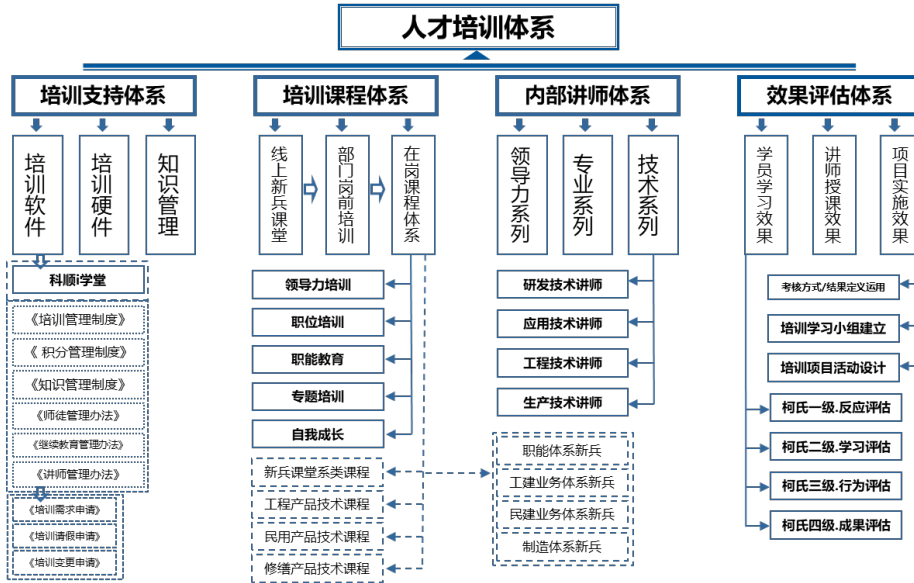 人才培训体系
培训支持体系
培训课程体系
内部讲师体系
效果评估体系
培训软件
培训硬件
知识管理
线上新兵课堂
部门岗前培训
在岗课程体系
领导力系列
专业系列
技术系列
学员学习效果
讲师授课效果
项目实施效果
科顺i学堂
《培训管理制度》
《 积分管理制度》
《知识管理制度》
《师徒管理办法》
《继续教育管理办法》
《讲师管理办法》
《培训需求申请》
《培训请假申请》
《培训变更申请》
领导力培训
职位培训
职能教育
专题培训
自我成长
新兵课堂系类课程
工程产品技术课程
民用产品技术课程
修缮产品技术课程
研发技术讲师
应用技术讲师
工程技术讲师
生产技术讲师
职能体系新兵
工建业务体系新兵
民建业务体系新兵
制造体系新兵
考核方式/结果定义运用
培训学习小组建立
培训项目活动设计
柯氏一级.反应评估
柯氏二级.学习评估
柯氏三级.行为评估
柯氏四级.成果评估